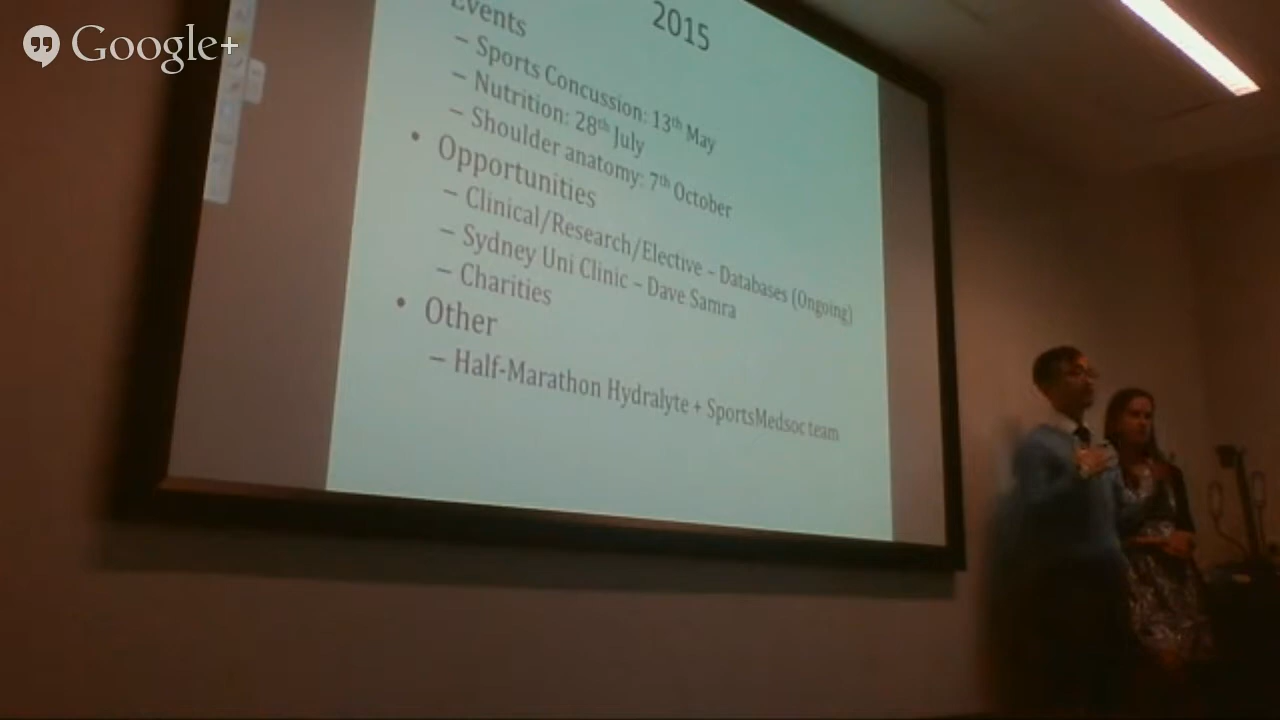 Google+
2015
Events
– Sports Concussion: 13th May
– Nutrition: 28th July
– Shoulder anatomy: 7th October
• Opportunities
– Clinical/Research/Elective – Databases (Ongoing)
– Sydney Uni Clinic – Dave Samra
– Charities
• Other
– Half-Marathon Hydralyte + SportsMedsoc team